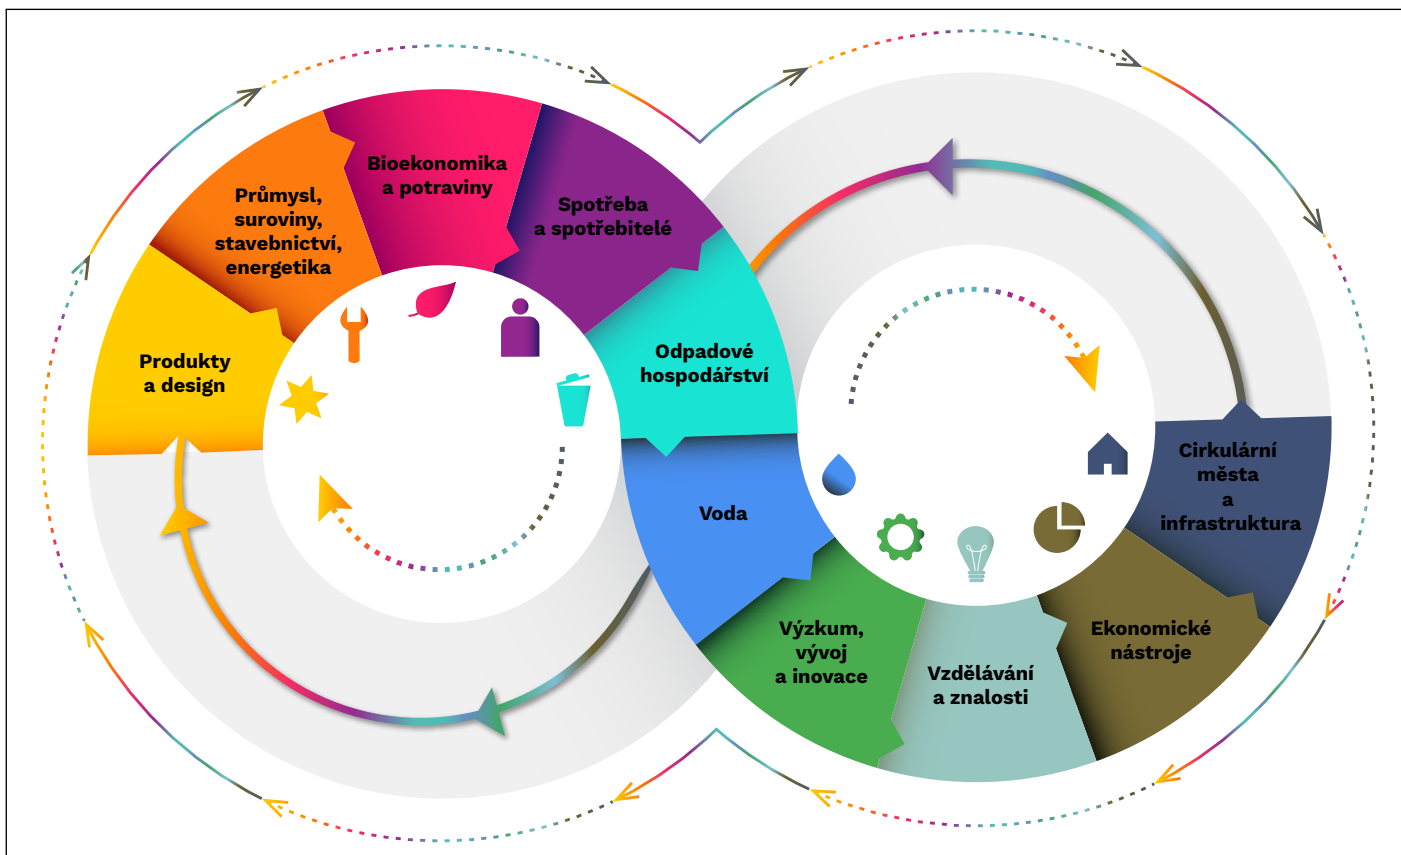 Bioekonomika
a potraviny
Průmysl,
suroviny,
stavebnictví,
energetika
Spotřeba
a spotřebitelé
Produkty
a design
Odpadové
hospodářství
Voda
Cirkulární
města
a
infrastruktura
Výzkum,
vývoj
a inovace
Vzdělávání
a znalosti
Ekonomické
nástroje